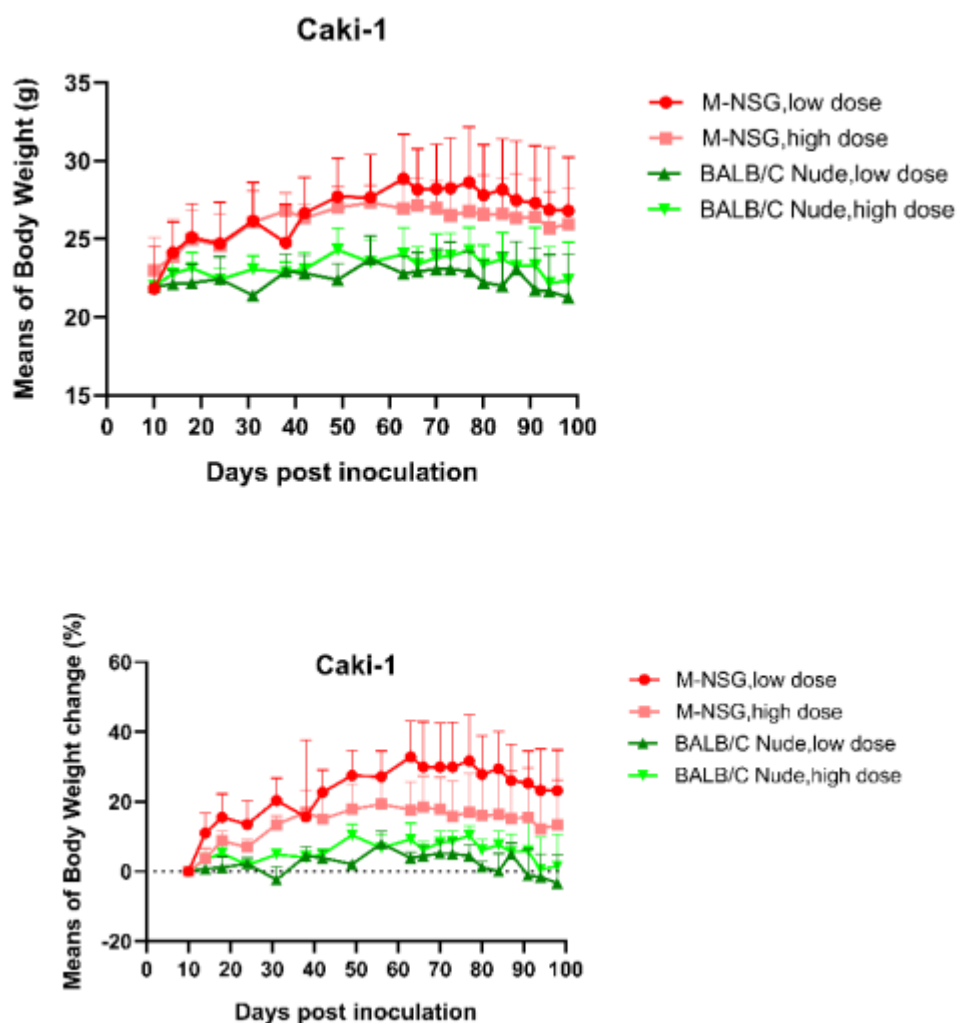 Caki-1
Means of Body Weight (g)
35
30
25
20
15
0 10 20 30 40 50 60 70 80 90 100
Days post inoculation
M-NSG,low dose
M-NSG,high dose
BALB/C Nude,low dose
BALB/C Nude,high dose
Caki-1
Means of Body Weight change (%)
60
40
20
0
-20
0 10 20 30 40 50 60 70 80 90 100
Days post inoculation
M-NSG,low dose
M-NSG,high dose
BALB/C Nude,low dose
BALB/C Nude,high dose